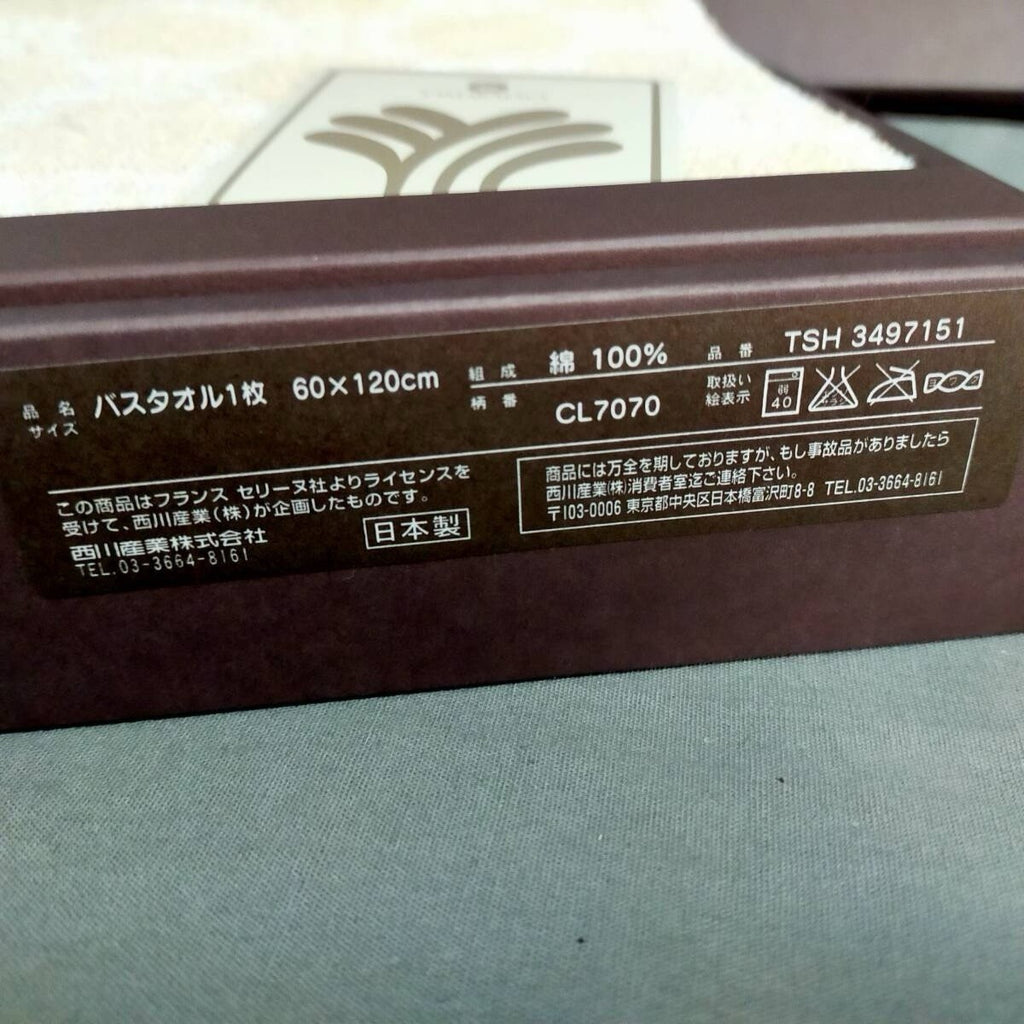 品名 バスタオル1枚 60×120cm
サイズ
組成 綿 100%
品番 TSH 3497151
柄番 CL7070
取扱い
絵表示
弱
40
この商品はフランス セリーヌ社よりライセンスを
受けて、西川産業(株)が企画したものです。
西川産業株式会社
TEL.03-3664-8161
日本製
商品には万全を期しておりますが、もし事故品がありましたら
西川産業(株)消費者室迄ご連絡下さい。
〒103-0006 東京都中央区日本橋富沢町8-8 TEL.03-3664-8161